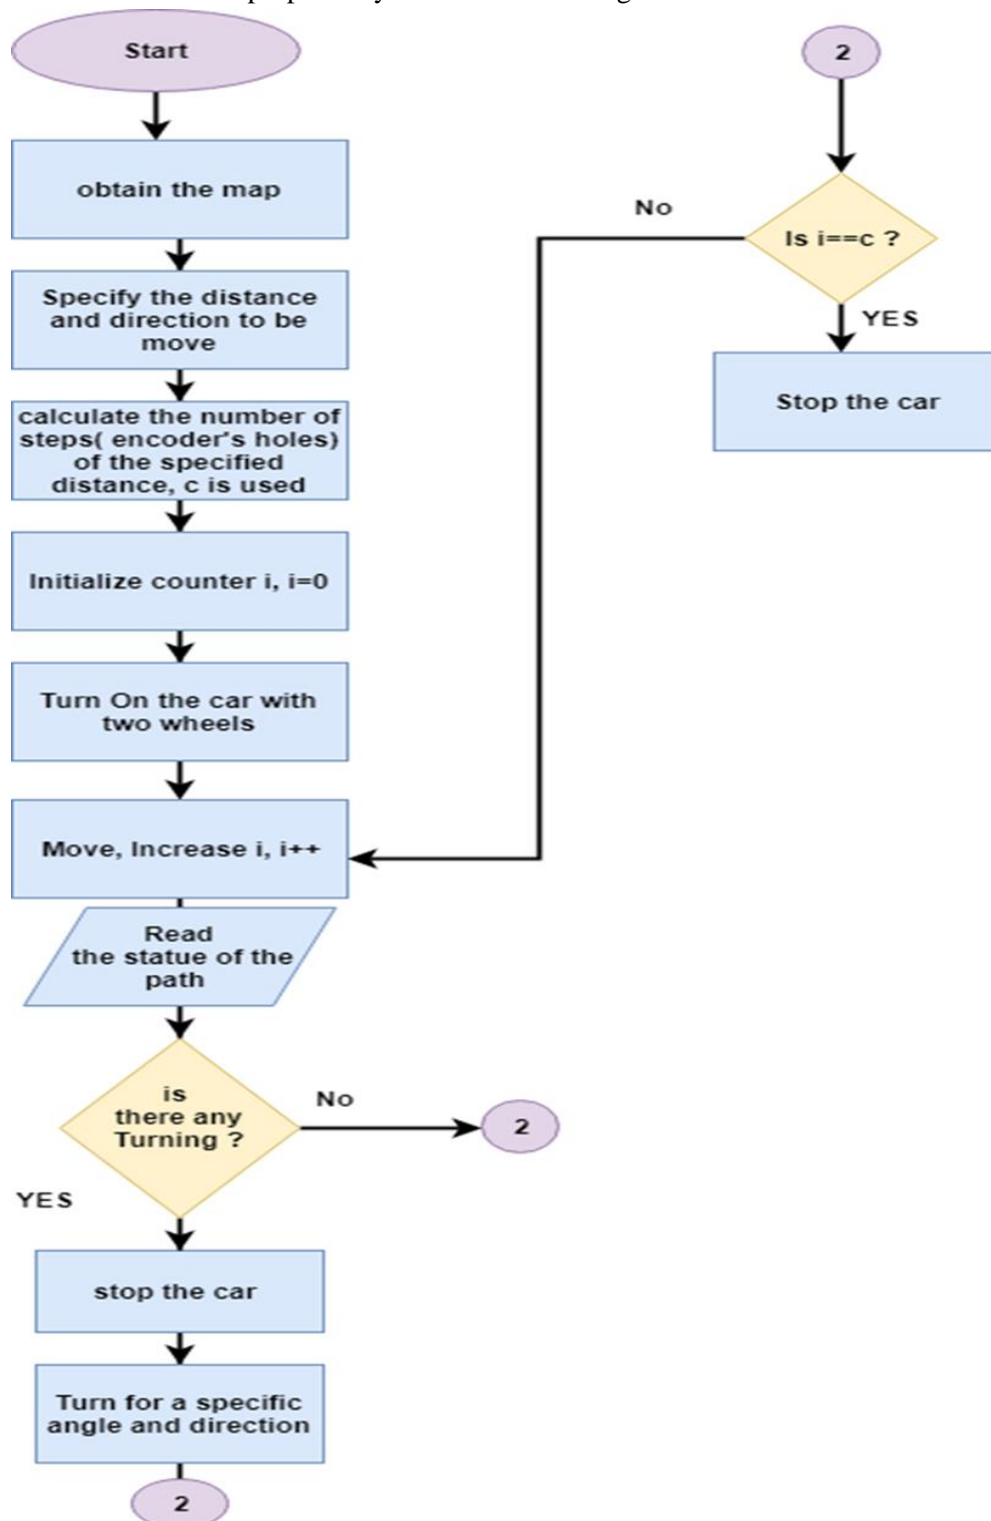 Start
obtain the map
Specify the distance
and direction to be
move
calculate the number of
steps( encoder's holes)
of the specified
distance, c is used
Initialize counter i, i=0
Turn On the car with
two wheels
Move, Increase i, i++
Read
the statue of the
path
is
there any
Turning ?
No
2
YES
stop the car
Turn for a specific
angle and direction
2
2
Is i==c ?
No
YES
Stop the car